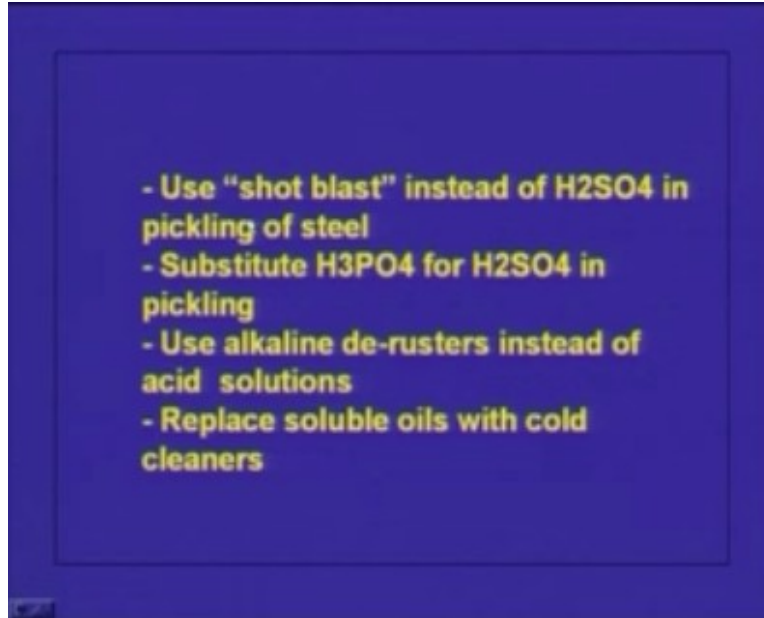 - Use “shot blast” instead of H2SO4 in
pickling of steel
- Substitute H3PO4 for H2SO4 in
pickling
- Use alkaline de-rusters instead of
acid solutions
- Replace soluble oils with cold
cleaners